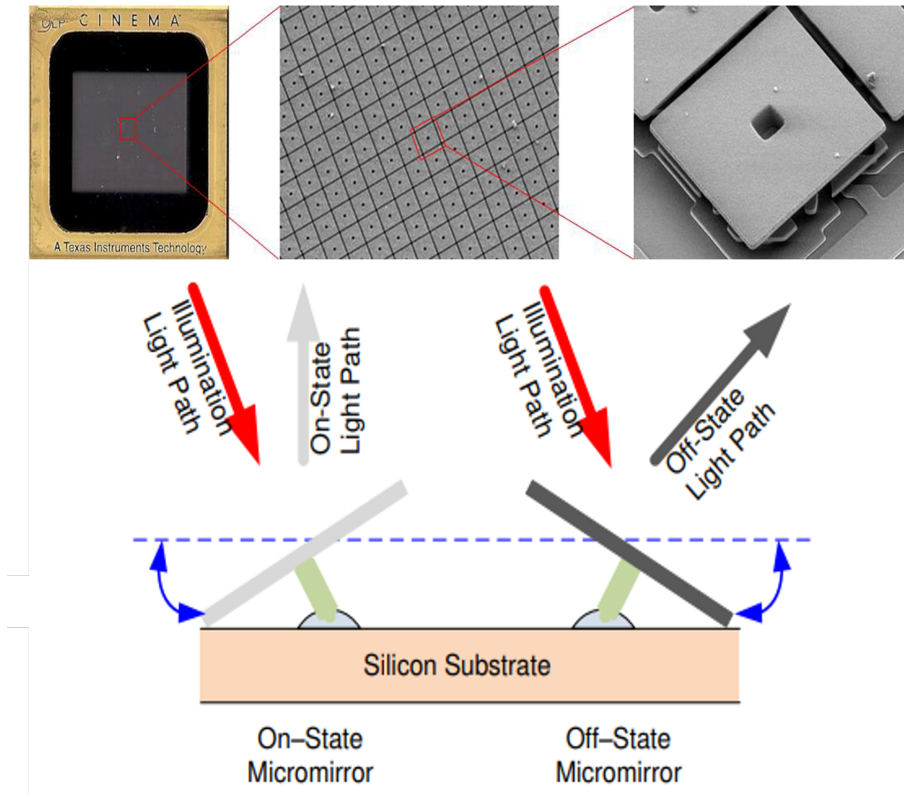 DLP CINEMA
A Texas Instruments Technology
Illumination
Light Path
On-State
Light Path
Illumination
Light Path
Off-State
Light Path
Silicon Substrate
On–State
Micromirror
Off–State
Micromirror